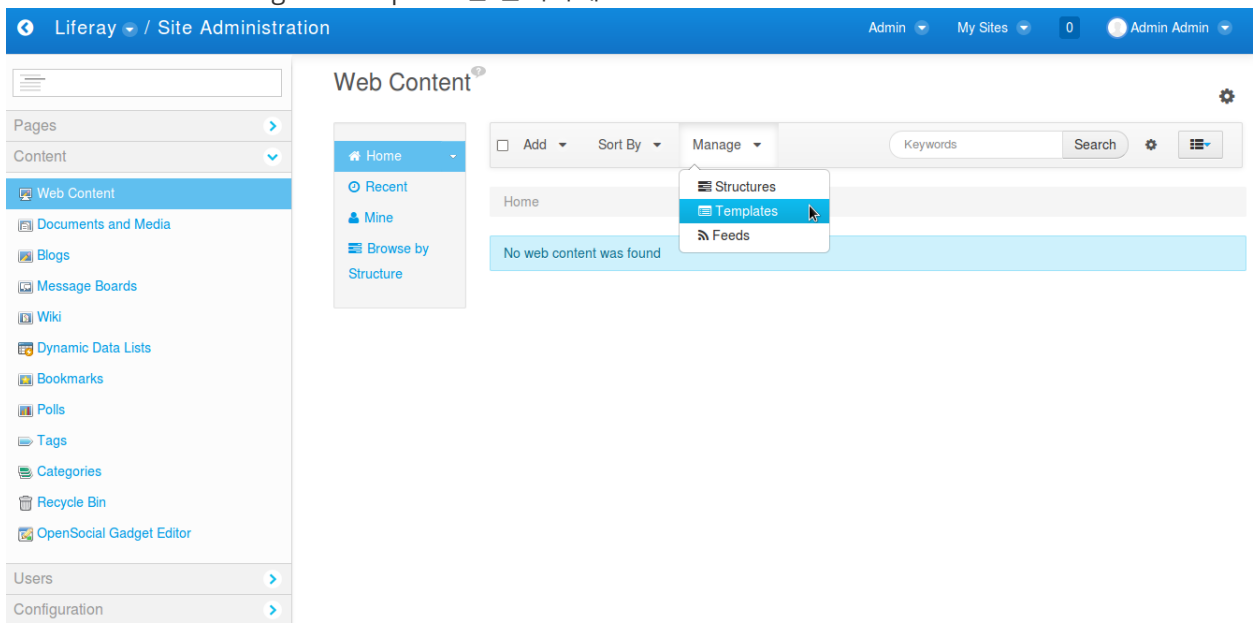 Liferay / Site Administration
Admin My Sites 0 Admin Admin
Web Content
Pages
Content
Web Content
Documents and Media
Blogs
Message Boards
Wiki
Dynamic Data Lists
Bookmarks
Polls
Tags
Categories
Recycle Bin
OpenSocial Gadget Editor
Users
Configuration
Home
Recent
Mine
Browse by
Structure
Add Sort By Manage Keywords Search
Structures
Templates
Feeds
Home
No web content was found